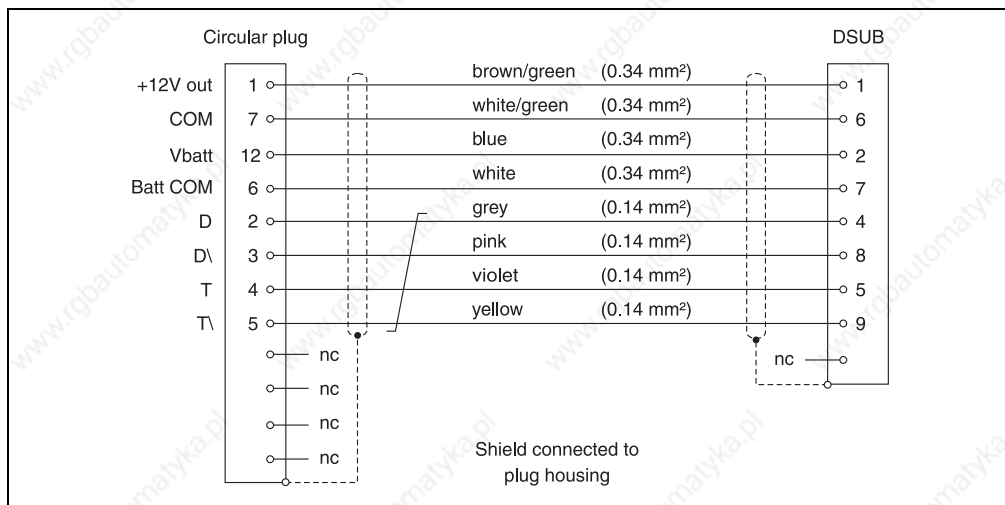 Circular plug DSUB
+12V out 1 brown/green (0.34 mm²) 1
COM 7 white/green (0.34 mm²) 6
Vbatt 12 blue (0.34 mm²) 2
Batt COM 6 white (0.34 mm²) 7
D 2 grey (0.14 mm²) 4
D\ 3 pink (0.14 mm²) 8
T 4 violet (0.14 mm²) 5
T\ 5 yellow (0.14 mm²) 9
nc nc
nc
nc
nc
Shield connected to
plug housing
www.rgbautomatyka.pl